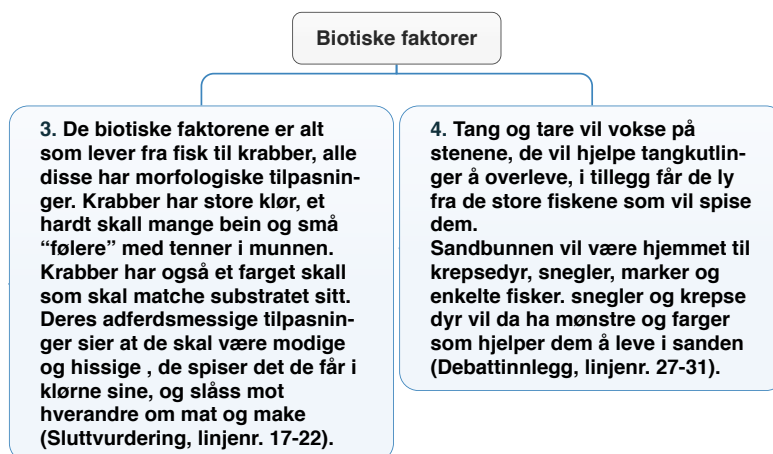 Biotiske faktorer
3. De biotiske faktorene er alt
som lever fra fisk til krabber, alle
disse har morfologiske tilpasnin-
ger. Krabber har store klør, et
hardt skall mange bein og små
“følere” med tenner i munnen.
Krabber har også et farget skall
som skal matche substratet sitt.
Deres adferdsmessige tilpasnin-
ger sier at de skal være modige
og hissige , de spiser det de får i
klørne sine, og slåss mot
hverandre om mat og make
(Sluttvurdering, linjenr. 17-22).
4. Tang og tare vil vokse på
stenene, de vil hjelpe tangkutlin-
ger å overleve, i tillegg får de ly
fra de store fiskene som vil spise
dem.
Sandbunnen vil være hjemmet til
krepsedyr, snegler, marker og
enkelte fisker. snegler og krepse
dyr vil da ha mønstre og farger
som hjelper dem å leve i sanden
(Debattinnlegg, linjenr. 27-31).